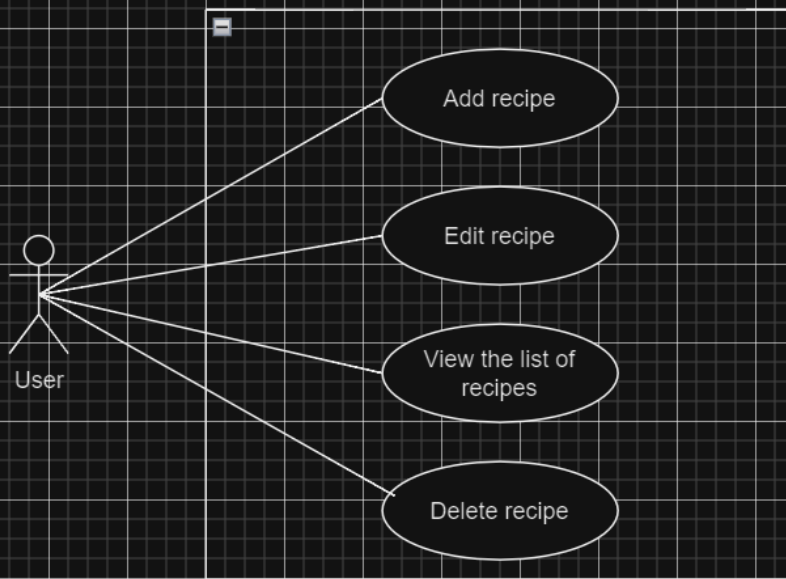 Add recipe
Edit recipe
View the list of
recipes
User
Delete recipe